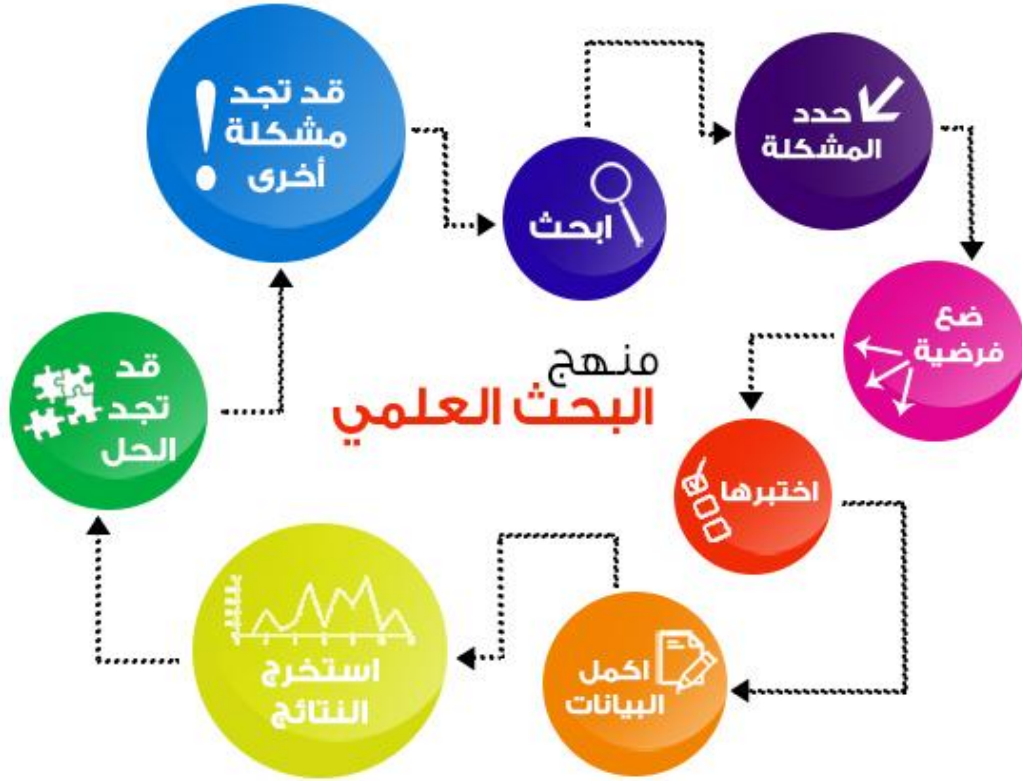 منهج
البحث العلمي
ابحث
حدد
المشكلة
ضع
فرضية
اختبرها
اكمل
البيانات
استخرج
النتائج
قد
تجد
الحل
قد تجد
مشكلة
أخرى
!